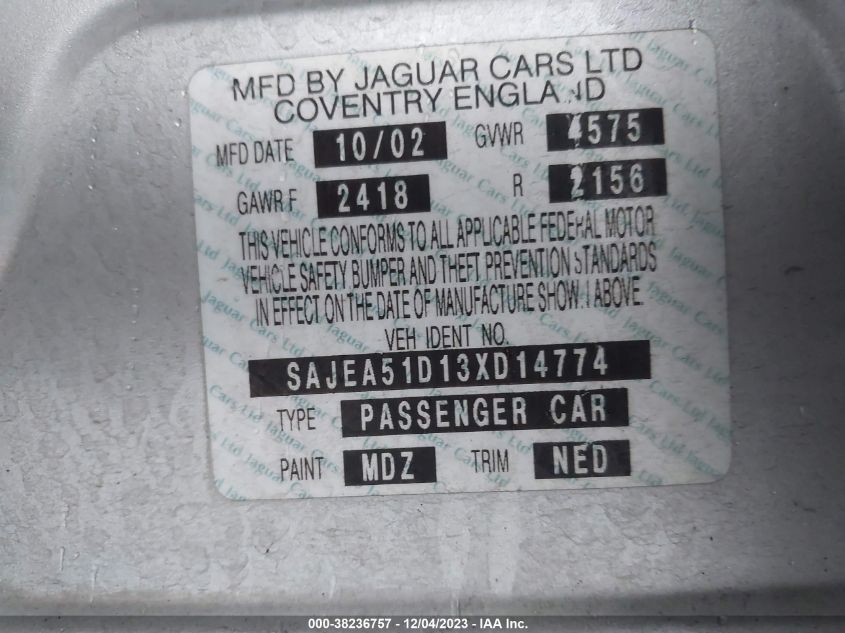 MFD BY JAGUAR CARS LTD
COVENTRY ENGLAND
MFD DATE 10/02 GVWR 4575
GAWR F 2418 R 2156
THIS VEHICLE CONFORMS TO ALL APPLICABLE FEDERAL MOTOR
VEHICLE SAFETY BUMPER AND THEFT PREVENTION STANDARDS
IN EFFECT ON THE DATE OF MANUFACTURE SHOWN ABOVE
VEH IDENT NO.
SAJEA51D13XD14774
TYPE PASSENGER CAR
PAINT MDZ TRIM NED
000-38236757 - 12/04/2023 - IAA Inc.